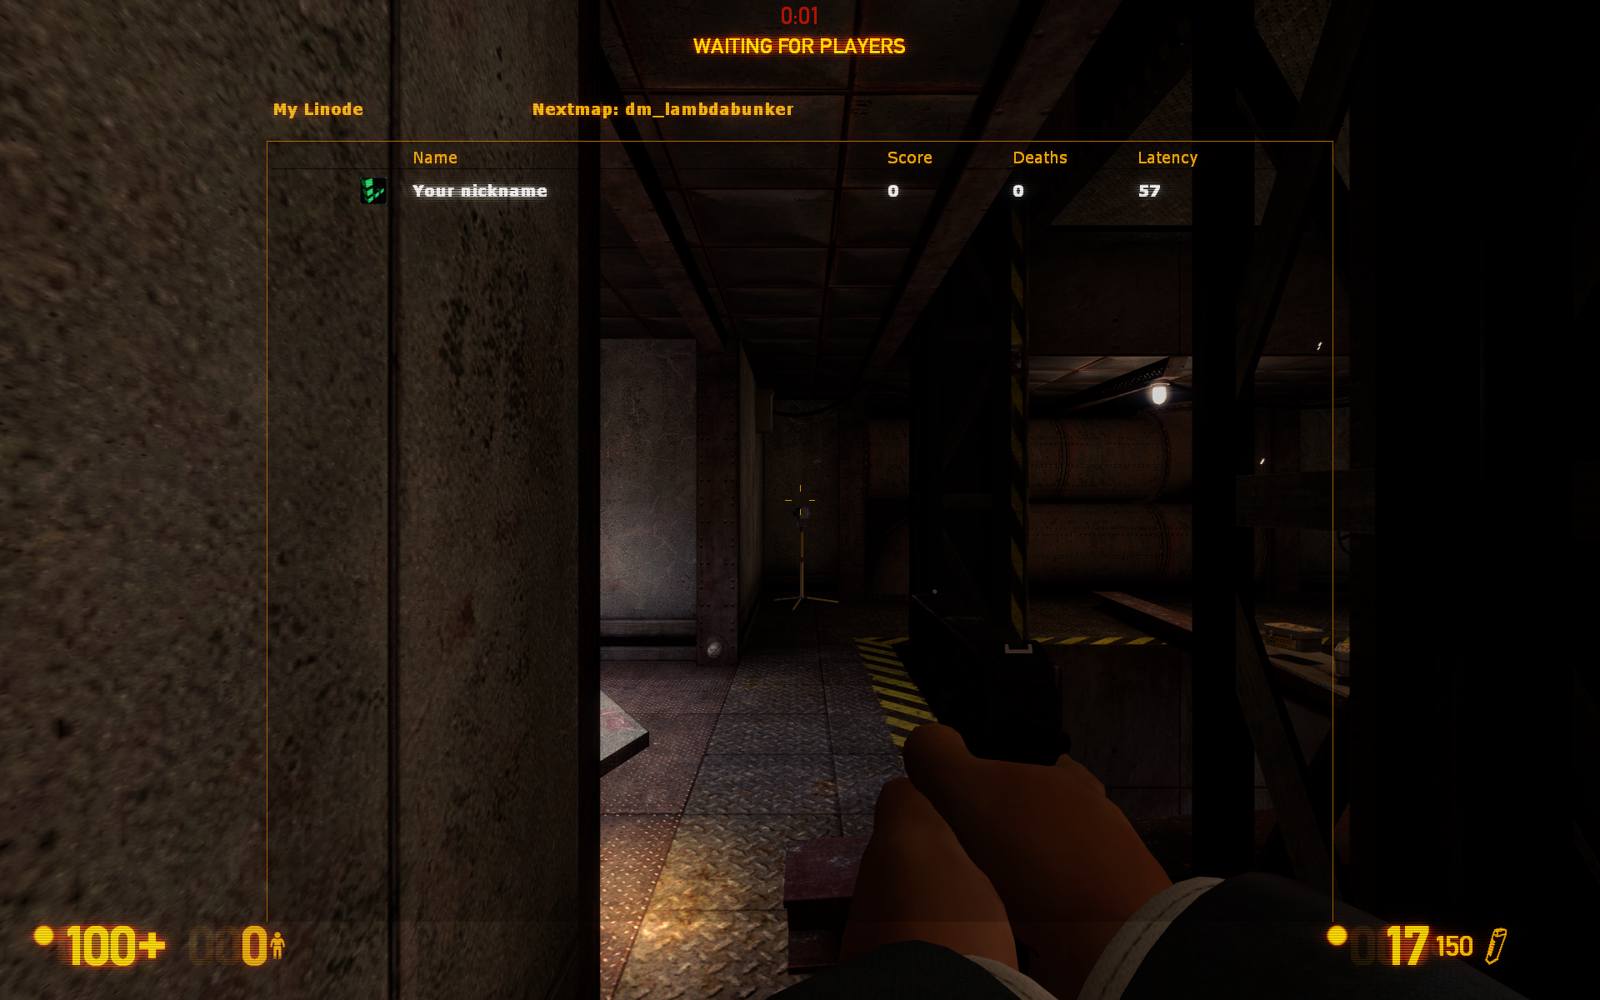 0:01
WAITING FOR PLAYERS
My Linode Nextmap: dm_lambdabunker
Name Score Deaths Latency
Your nickname 0 0 57
100+ 0 17 150